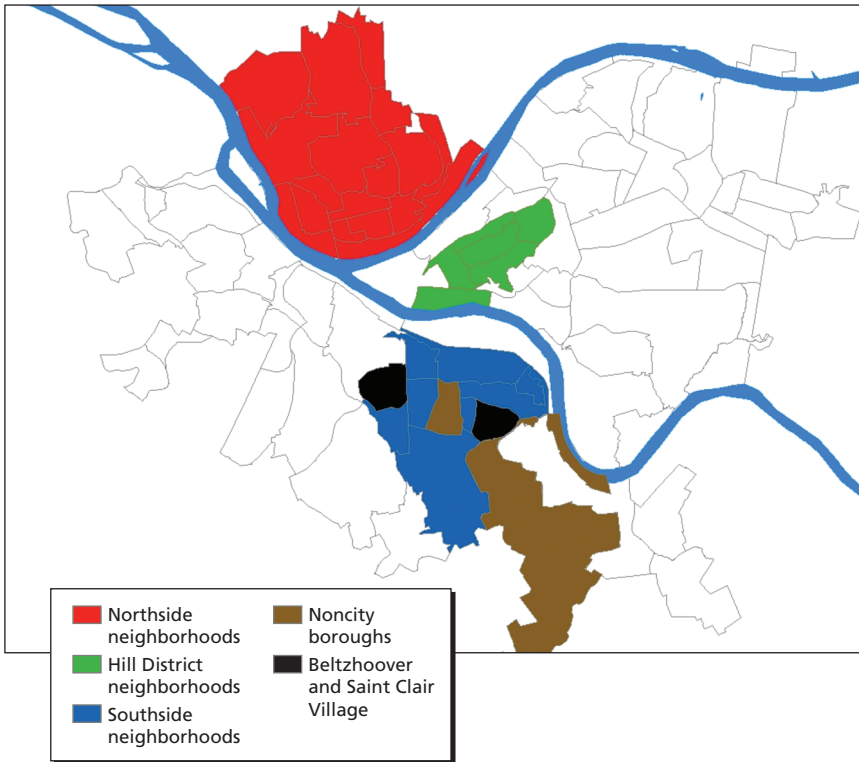 Northside
neighborhoods
Hill District
neighborhoods
Southside
neighborhoods
Noncity
boroughs
Beltzhoover
and Saint Clair
Village